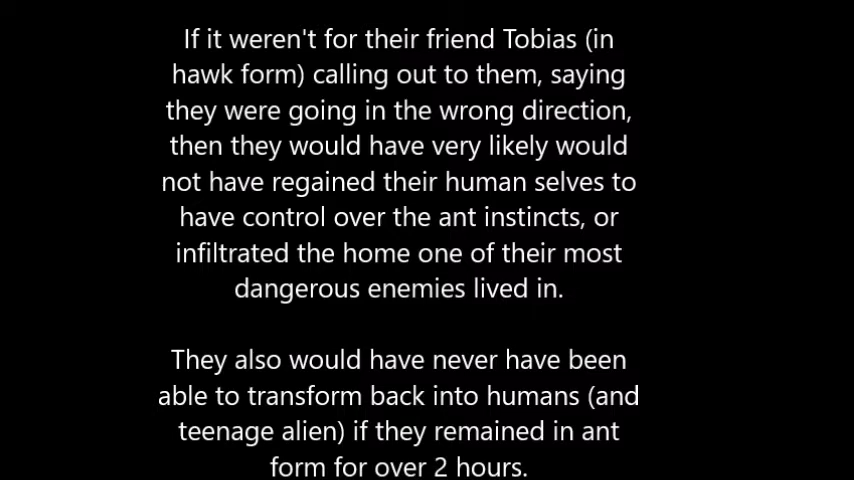 If it weren't for their friend Tobias (in
hawk form) calling out to them, saying
they were going in the wrong direction,
then they would have very likely would
not have regained their human selves to
have control over the ant instincts, or
infiltrated the home one of their most
dangerous enemies lived in.
They also would have never have been
able to transform back into humans (and
teenage alien) if they remained in ant
form for over 2 hours.